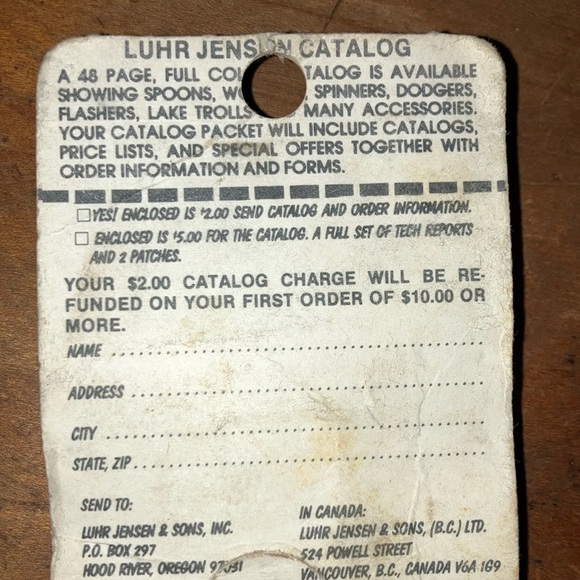 LUHR JENSEN CATALOG
A 48 PAGE, FULL COL CATALOG IS AVAILABLE
SHOWING SPOONS, SPINNERS, DODGERS,
FLASHERS, LAKE TROLLS MANY ACCESSORIES.
YOUR CATALOG PACKET WILL INCLUDE CATALOGS,
PRICE LISTS, AND SPECIAL OFFERS TOGETHER WITH
ORDER INFORMATION AND FORMS.
☐ YES! ENCLOSED IS $2.00 SEND CATALOG AND ORDER INFORMATION.
☐ ENCLOSED IS $5.00 FOR THE CATALOG. A FULL SET OF TECH REPORTS
AND 2 PATCHES.
YOUR $2.00 CATALOG CHARGE WILL BE RE-
FUNDED ON YOUR FIRST ORDER OF $10.00 OR
MORE.
NAME
ADDRESS
CITY
STATE, ZIP
SEND TO:
LUHR JENSEN & SONS, INC.
P.O. BOX 297
HOOD RIVER, OREGON 97031
IN CANADA:
LUHR JENSEN & SONS, (B.C.) LTD.
524 POWELL STREET
VANCOUVER, B.C., CANADA V6A 1G9